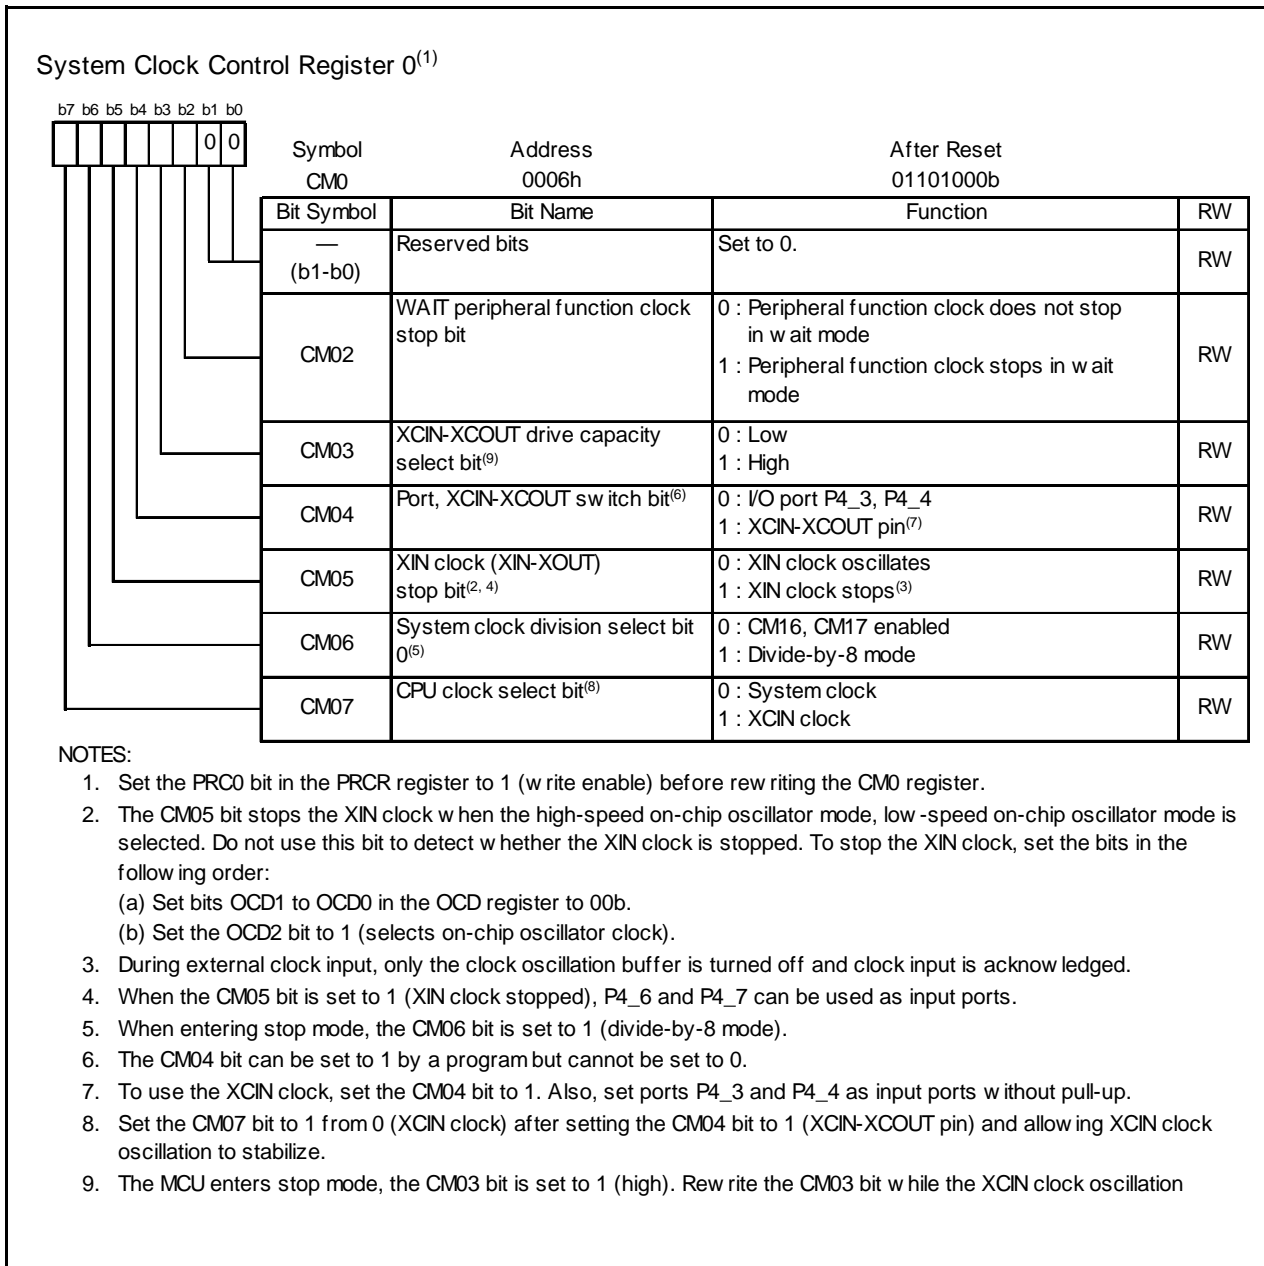 System Clock Control Register 0(1)
b7 b6 b5 b4 b3 b2 b1 b0
0 0
Symbol Address After Reset
CM0 0006h 01101000b
Bit Symbol Bit Name Function RW
— Reserved bits Set to 0. RW
(b1-b0)
CM02 WAIT peripheral function clock 0 : Peripheral function clock does not stop RW
stop bit in wait mode
1 : Peripheral function clock stops in wait
mode
CM03 XCIN-XCOUT drive capacity 0 : Low RW
select bit(9) 1 : High
CM04 Port, XCIN-XCOUT switch bit(6) 0 : I/O port P4_3, P4_4 RW
1 : XCIN-XCOUT pin(7)
CM05 XIN clock (XIN-XOUT) 0 : XIN clock oscillates RW
stop bit(2, 4) 1 : XIN clock stops(3)
CM06 System clock division select bit 0 : CM16, CM17 enabled RW
0(5) 1 : Divide-by-8 mode
CM07 CPU clock select bit(8) 0 : System clock RW
1 : XCIN clock
NOTES:
1. Set the PRC0 bit in the PRCR register to 1 (write enable) before rewriting the CM0 register.
2. The CM05 bit stops the XIN clock when the high-speed on-chip oscillator mode, low-speed on-chip oscillator mode is
selected. Do not use this bit to detect whether the XIN clock is stopped. To stop the XIN clock, set the bits in the
following order:
(a) Set bits OCD1 to OCD0 in the OCD register to 00b.
(b) Set the OCD2 bit to 1 (selects on-chip oscillator clock).
3. During external clock input, only the clock oscillation buffer is turned off and clock input is acknowledged.
4. When the CM05 bit is set to 1 (XIN clock stopped), P4_6 and P4_7 can be used as input ports.
5. When entering stop mode, the CM06 bit is set to 1 (divide-by-8 mode).
6. The CM04 bit can be set to 1 by a program but cannot be set to 0.
7. To use the XCIN clock, set the CM04 bit to 1. Also, set ports P4_3 and P4_4 as input ports without pull-up.
8. Set the CM07 bit to 1 from 0 (XCIN clock) after setting the CM04 bit to 1 (XCIN-XCOUT pin) and allowing XCIN clock
oscillation to stabilize.
9. The MCU enters stop mode, the CM03 bit is set to 1 (high). Rewrite the CM03 bit while the XCIN clock oscillation